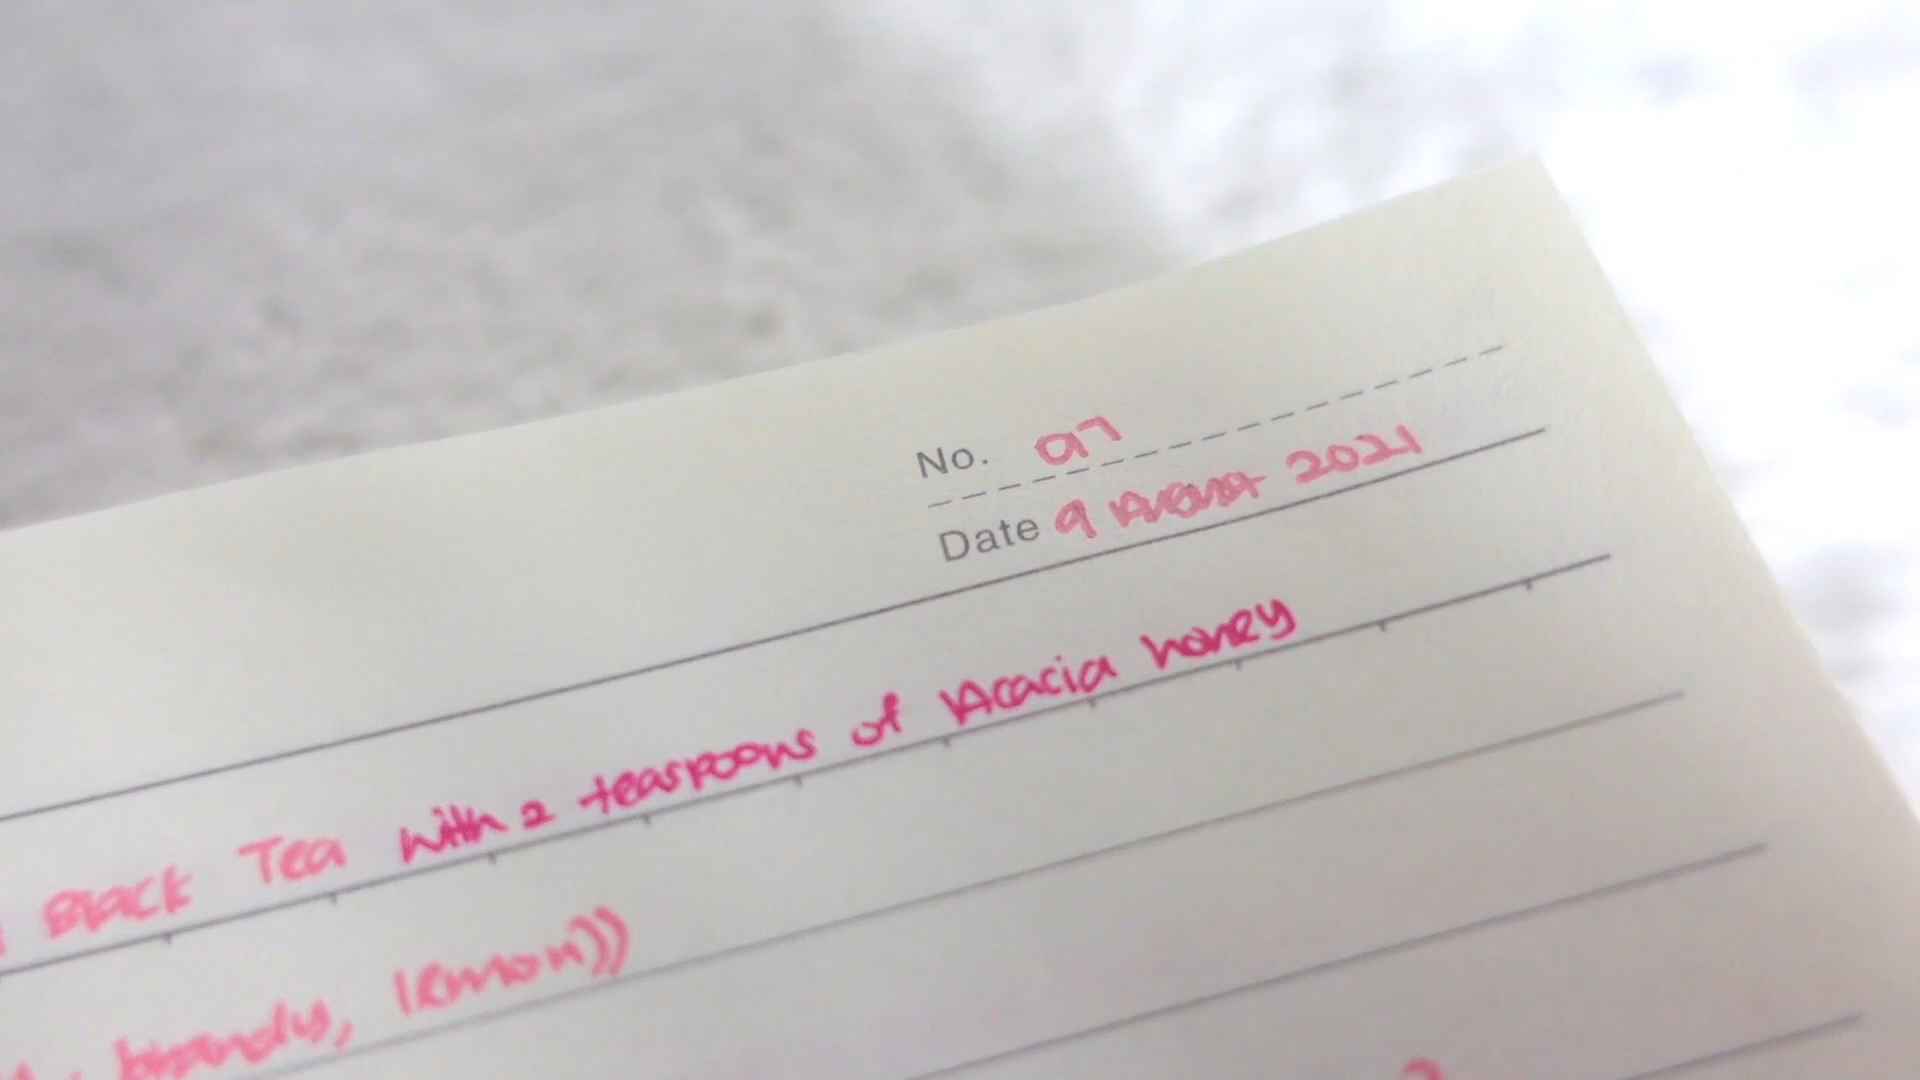 No. 07
Date 9 August 2021
Black Tea with 2 teaspoons of Acacia honey
brandy, lemon))